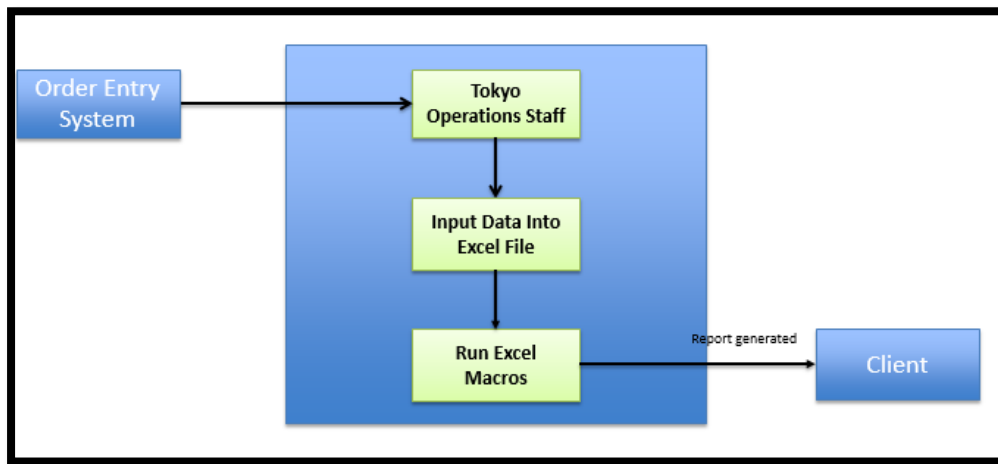 Order Entry
System
Tokyo
Operations Staff
Input Data Into
Excel File
Run Excel
Macros
Report generated
Client